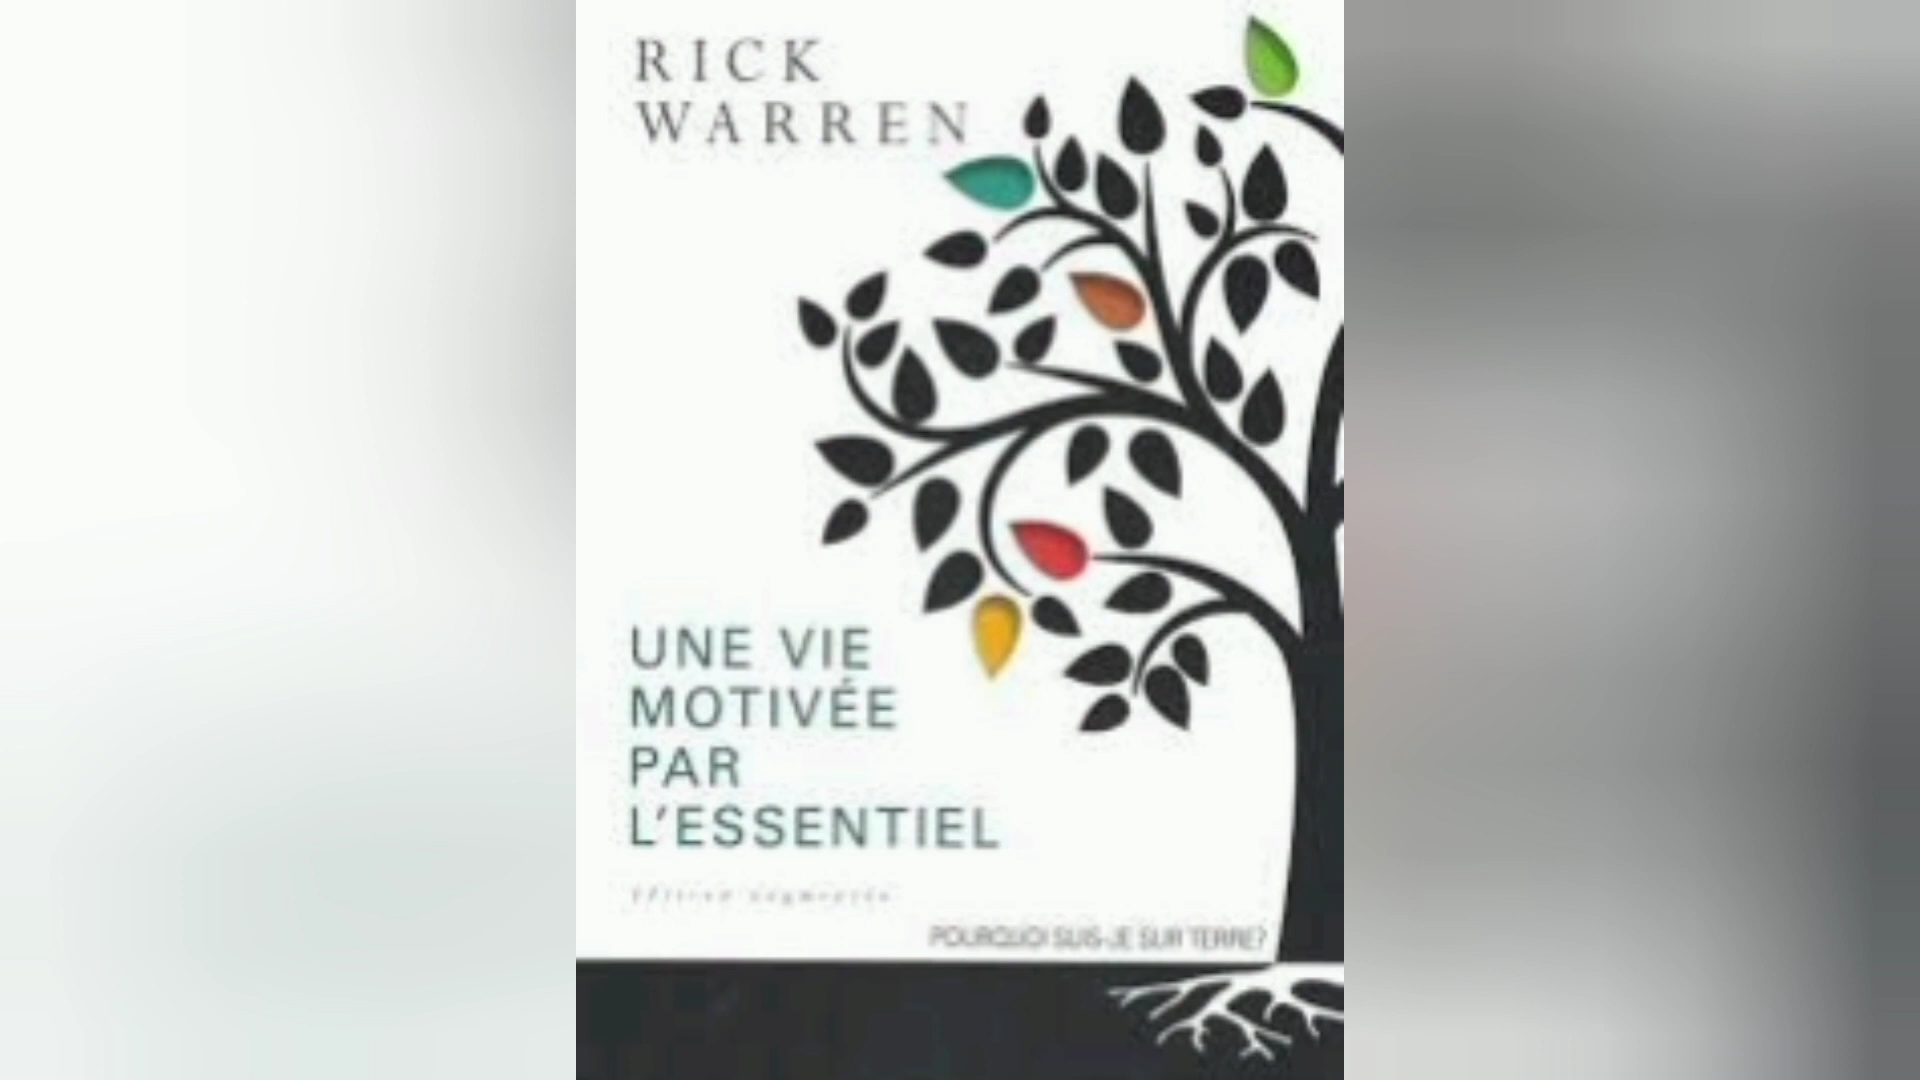 RICK
WARREN
UNE VIE
MOTIVÉE
PAR
L'ESSENTIEL
POURQUOI SUIS-JE SUR TERRE?